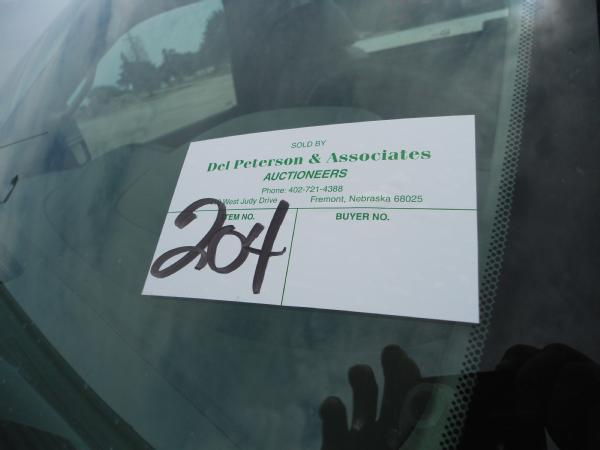 SOLD BY
Del Peterson & Associates
AUCTIONEERS
Phone: 402-721-4388
West Judy Drive Fremont, Nebraska 68025
ITEM NO. BUYER NO.
204